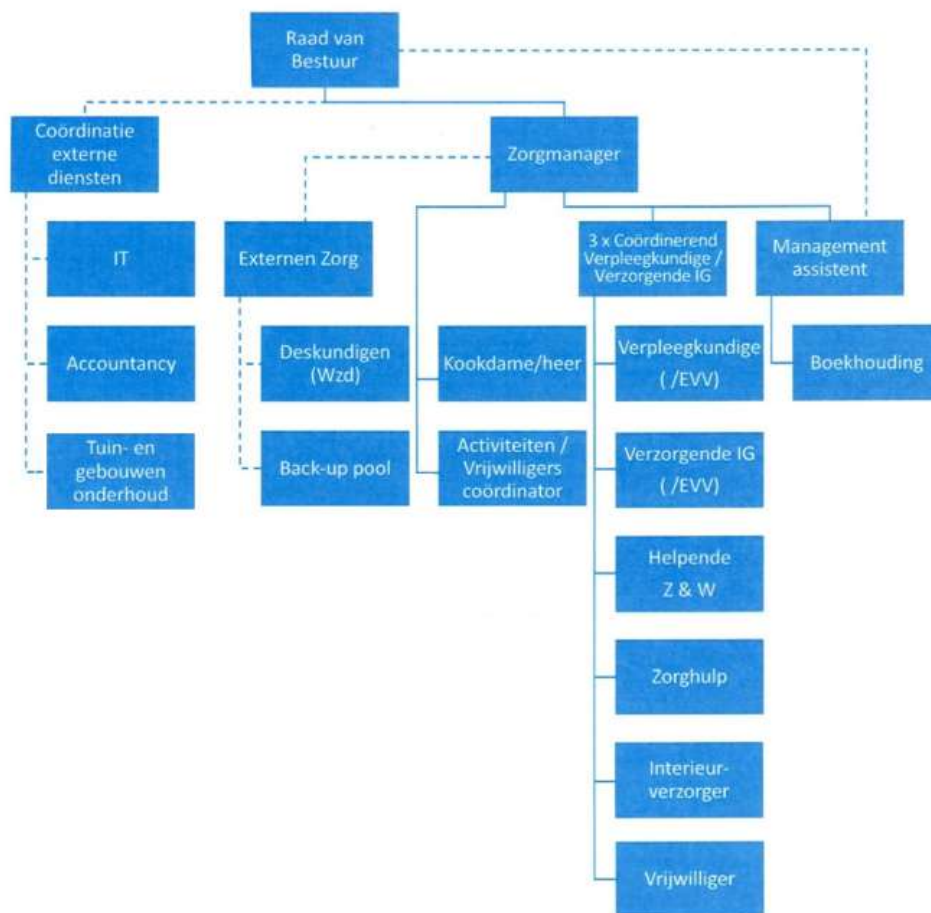 Raad van
Bestuur
Coördinatie
externe
diensten
Zorgmanager
IT
Externen Zorg
3 x Coördinerend
Verpleegkundige /
Verzorgende IG
Management
assistent
Accountancy
Deskundigen
(Wzd)
Kookdame/heer
Verpleegkundige
( /EVV)
Boekhouding
Tuin- en
gebouwen
onderhoud
Back-up pool
Activiteiten /
Vrijwilligers
coördinator
Verzorgende IG
( /EVV)
Helpende
Z & W
Zorghulp
Interieur-
verzorger
Vrijwilliger